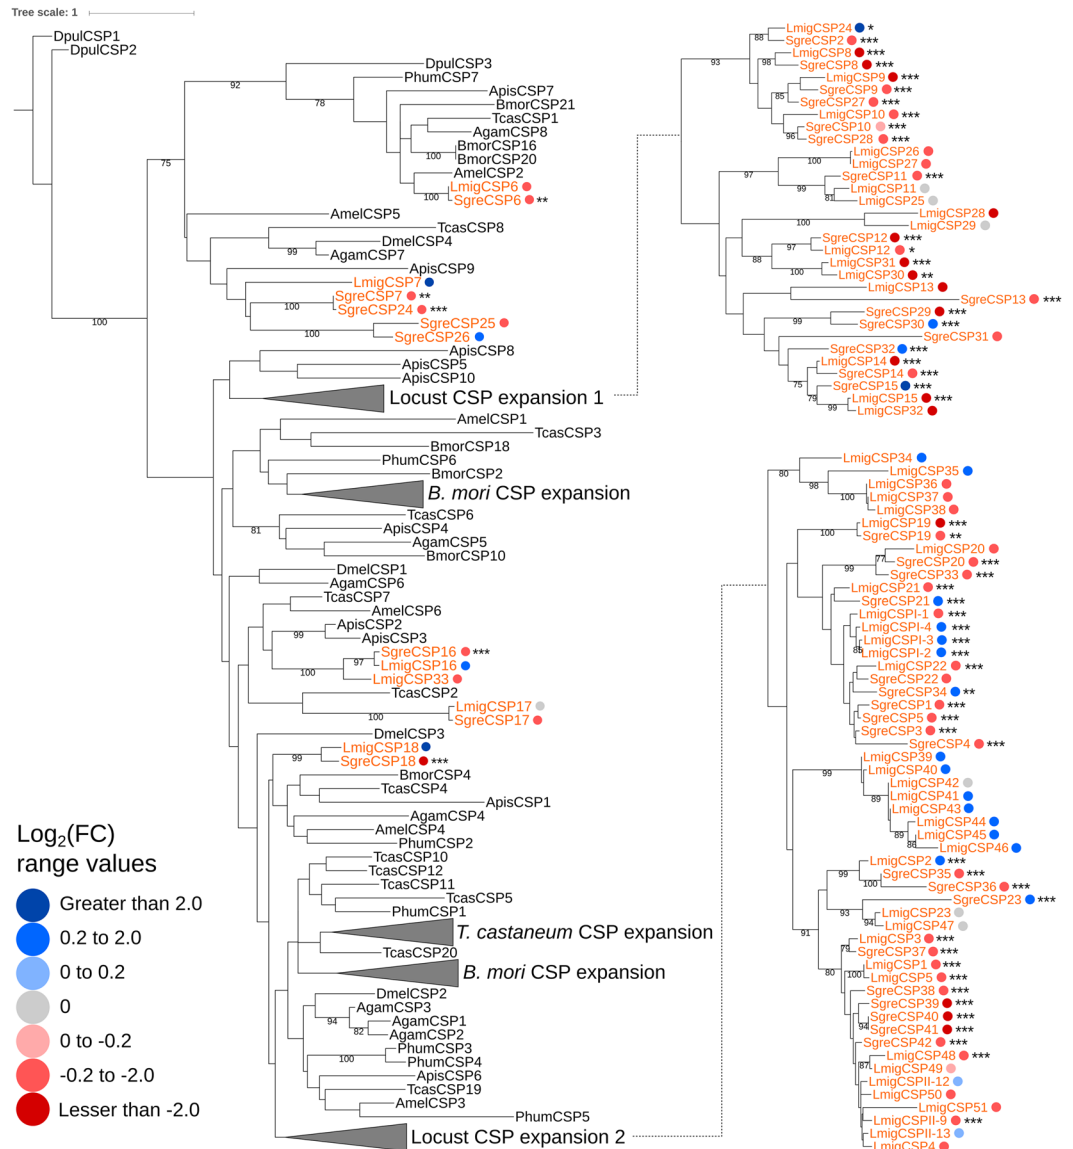 Tree scale: 1
DpulCSP1
DpulCSP2
DpulCSP3
92
PhumCSP7
78
ApisCSP7
BmorCSP21
TcasCSP1
AgamCSP8
BmorCSP16
100
BmorCSP20
75
AmelCSP2
LmigCSP6
100
SgreCSP6 **
AmelCSP5
TcasCSP8
DmelCSP4
99
AgamCSP7
ApisCSP9
LmigCSP7
SgreCSP7 **
100
SgreCSP24 ***
100
SgreCSP25
100
SgreCSP26
ApisCSP8
ApisCSP5
ApisCSP10
Locust CSP expansion 1
AmelCSP1
TcasCSP3
BmorCSP18
PhumCSP6
BmorCSP2
B. mori CSP expansion
TcasCSP6
81
ApisCSP4
AgamCSP5
BmorCSP10
DmelCSP1
AgamCSP6
TcasCSP7
AmelCSP6
ApisCSP2
99
ApisCSP3
SgreCSP16 ***
97
LmigCSP16
100
LmigCSP33
TcasCSP2
LmigCSP17
100
SgreCSP17
DmelCSP3
LmigCSP18
99
SgreCSP18 ***
BmorCSP4
TcasCSP4
ApisCSP1
AgamCSP4
AmelCSP4
PhumCSP2
TcasCSP10
TcasCSP12
TcasCSP11
TcasCSP5
PhumCSP1
T. castaneum CSP expansion
TcasCSP20
B. mori CSP expansion
DmelCSP2
AgamCSP3
94
AgamCSP1
82
AgamCSP2
PhumCSP3
100
PhumCSP4
ApisCSP6
TcasCSP19
AmelCSP3
PhumCSP5
Locust CSP expansion 2
LmigCSP24 *
88
SgreCSP2 ***
LmigCSP8 ***
93
98
SgreCSP8 ***
LmigCSP9 ***
SgreCSP9 ***
85
SgreCSP27 ***
LmigCSP10 ***
SgreCSP10 ***
96
SgreCSP28 ***
LmigCSP26
100
LmigCSP27
97
SgreCSP11 ***
99
LmigCSP11
81
LmigCSP25
LmigCSP28
100
LmigCSP29
SgreCSP12 ***
97
LmigCSP12 *
88
LmigCSP31 ***
100
LmigCSP30 **
LmigCSP13
SgreCSP13 ***
SgreCSP29 ***
99
SgreCSP30 ***
SgreCSP31
SgreCSP32 ***
LmigCSP14 ***
SgreCSP14 ***
75
SgreCSP15 ***
79
LmigCSP15 ***
99
LmigCSP32
LmigCSP34
80
LmigCSP35
98
LmigCSP36
100
LmigCSP37
LmigCSP38
LmigCSP19 ***
100
SgreCSP19 **
LmigCSP20
77
SgreCSP20 ***
99
SgreCSP33 ***
LmigCSP21 ***
SgreCSP21 ***
LmigCSPI-1 ***
LmigCSPI-4 ***
LmigCSPI-3 ***
LmigCSPI-2 ***
LmigCSP22 ***
SgreCSP22
SgreCSP34 **
SgreCSP1 ***
SgreCSP5 ***
SgreCSP3 ***
SgreCSP4 ***
LmigCSP39
99
LmigCSP40
LmigCSP42
LmigCSP41
89
LmigCSP43
LmigCSP44
89
LmigCSP45
86
LmigCSP46
LmigCSP2 ***
99
SgreCSP35 ***
100
SgreCSP36 ***
SgreCSP23 ***
93
LmigCSP23
94
LmigCSP47
91
LmigCSP3 ***
79
SgreCSP37 ***
LmigCSP1 ***
80
100
LmigCSP5 ***
SgreCSP38 ***
SgreCSP39 ***
SgreCSP40 ***
94
SgreCSP41 ***
SgreCSP42 ***
LmigCSP48 ***
87
LmigCSP49
LmigCSPII-12
LmigCSP50
LmigCSP51
LmigCSPII-9 ***
LmigCSPII-13
LmigCSP4
Log2(FC)
range values
Greater than 2.0
0.2 to 2.0
0 to 0.2
0
0 to -0.2
-0.2 to -2.0
Lesser than -2.0